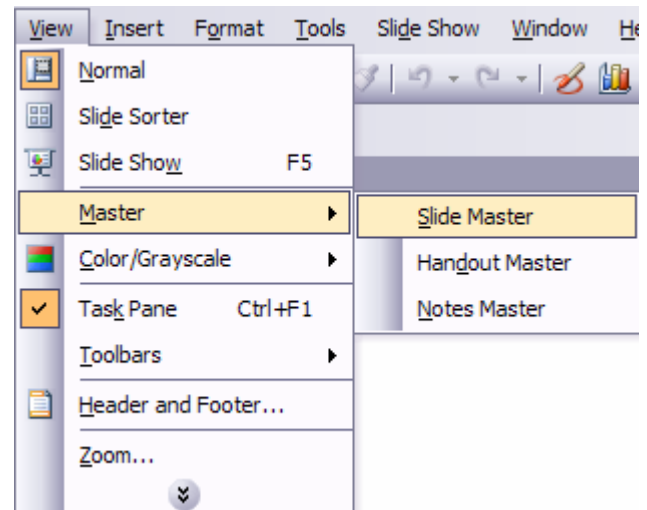 View Insert Format Tools Slide Show Window
Normal
Slide Sorter
Slide Show F5
Master
Slide Master
Color/Grayscale
Handout Master
Task Pane Ctrl+F1
Notes Master
Toolbars
Header and Footer...
Zoom...